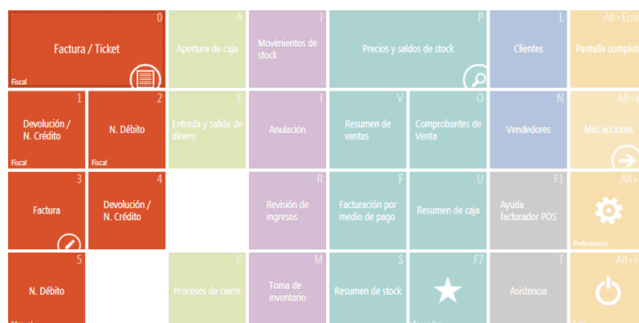 0
Factura / Ticket
Fiscal
A
Apertura de caja
I
Movimientos de
stock
P
Precios y saldos de stock
L
Clientes
Alt+Enter
Pantalla completa
1
Devolución /
N. Crédito
Fiscal
2
N. Débito
Fiscal
E
Entrada y salida de
dinero
I
Anulación
V
Resumen de
ventas
O
Comprobantes de
Venta
N
Vendedores
Más acciones
3
Factura
4
Devolución /
N. Crédito
R
Revisión de
ingresos
F
Facturación por
medio de pago
U
Resumen de caja
F1
Ayuda
facturador POS
Preferencias
5
N. Débito
C
Procesos de cierre
M
Toma de
inventario
S
Resumen de stock
F7
T
Asistencia